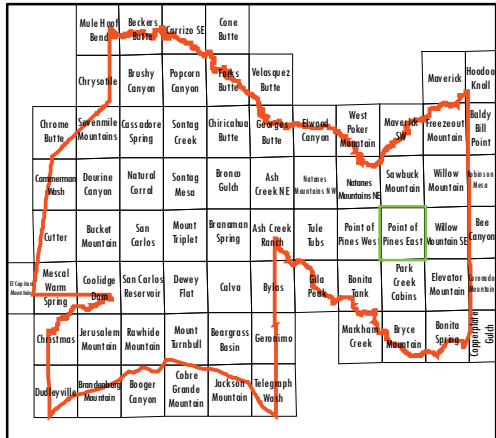 Mule Hoof Bend
Beckers Butte
Carrizo SE
Cone Butte
Chrysotile
Brushy Canyon
Popcorn Canyon
Forks Butte
Velasquez Butte
Maverick
Hoodoo Knoll
Chrome Butte
Sevenmile Mountains
Cassadore Spring
Sontag Creek
Chiricahua Butte
Georges Butte
Elwood Canyon
West Poker Mountain
Maverick SW
Freezeout Mountain
Baldy Bill Point
Cammerman Wash
Dourine Canyon
Natural Corral
Sontag Mesa
Bronco Gulch
Ash Creek NE
Natanes Mountains NW
Natanes Mountains NE
Sawbuck Mountain
Willow Mountain
Robinson Mesa
Cutter
Bucket Mountain
San Carlos
Mount Triplet
Branaman Spring
Ash Creek Ranch
Tule Tubs
Point of Pines West
Point of Pines East
Willow Mountain SE
Bee Canyon
El Capitan Mountain
Mescal Warm Spring
Coolidge Dam
San Carlos Reservoir
Dewey Flat
Calva
Bylas
Gila Peak
Bonita Tank
Park Creek Cabins
Elevator Mountain
Coronado Mountain
Christmas
Jerusalem Mountain
Rawhide Mountain
Mount Turnbull
Beargrass Basin
Geronimo
Markham Creek
Bryce Mountain
Bonita Spring
Copperplate Gulch
Dudleyville
Brandenburg Mountain
Booger Canyon
Cobre Grande Mountain
Jackson Mountain
Telegraph Wash